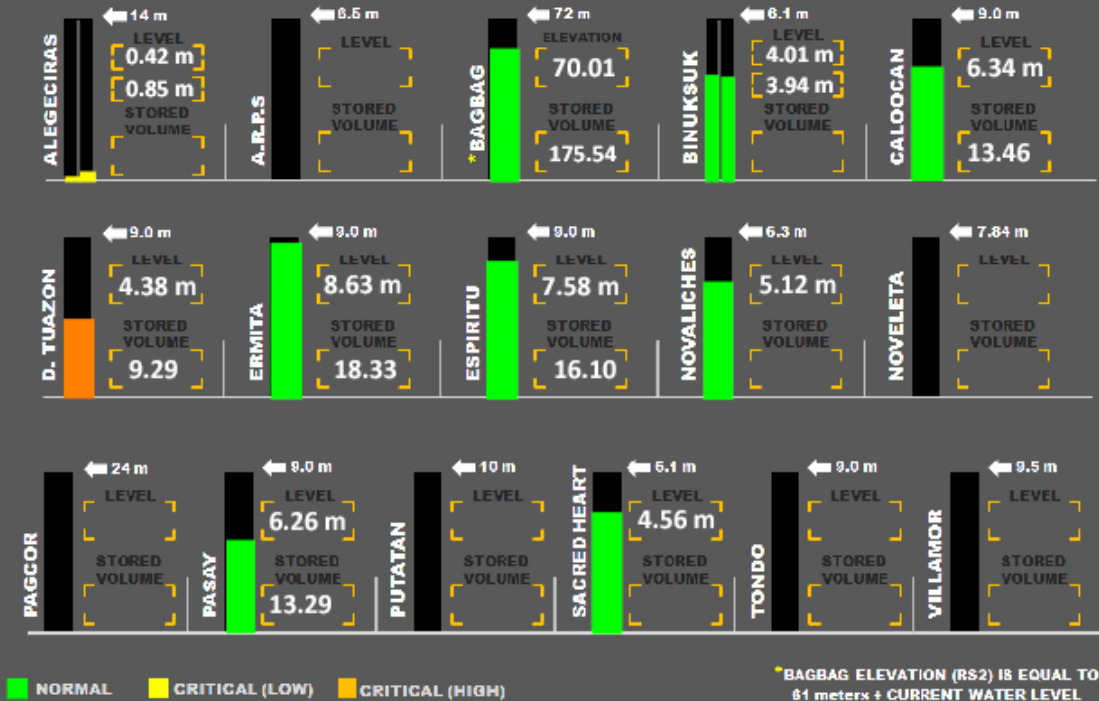 ALEGECIRAS
14 m
LEVEL
0.42 m
0.85 m
STORED
VOLUME
A.R.P.S
6.5 m
LEVEL
STORED
VOLUME
*BAGBAG
72 m
ELEVATION
70.01
STORED
VOLUME
175.54
BINUKSUK
6.1 m
LEVEL
4.01 m
3.94 m
STORED
VOLUME
CALOOCAN
9.0 m
LEVEL
6.34 m
STORED
VOLUME
13.46
D. TUAZON
9.0 m
LEVEL
4.38 m
STORED
VOLUME
9.29
ERMITA
9.0 m
LEVEL
8.63 m
STORED
VOLUME
18.33
ESPIRITU
9.0 m
LEVEL
7.58 m
STORED
VOLUME
16.10
NOVALICHES
6.3 m
LEVEL
5.12 m
STORED
VOLUME
NOVELETA
7.84 m
LEVEL
STORED
VOLUME
PAGCOR
24 m
LEVEL
STORED
VOLUME
PASAY
9.0 m
LEVEL
6.26 m
STORED
VOLUME
13.29
PUTATAN
10 m
LEVEL
STORED
VOLUME
SACRED HEART
6.1 m
LEVEL
4.56 m
STORED
VOLUME
TONDO
9.0 m
LEVEL
STORED
VOLUME
VILLAMOR
9.5 m
LEVEL
STORED
VOLUME
NORMAL
CRITICAL (LOW)
CRITICAL (HIGH)
*BAGBAG ELEVATION (RS2) IS EQUAL TO
61 meters + CURRENT WATER LEVEL